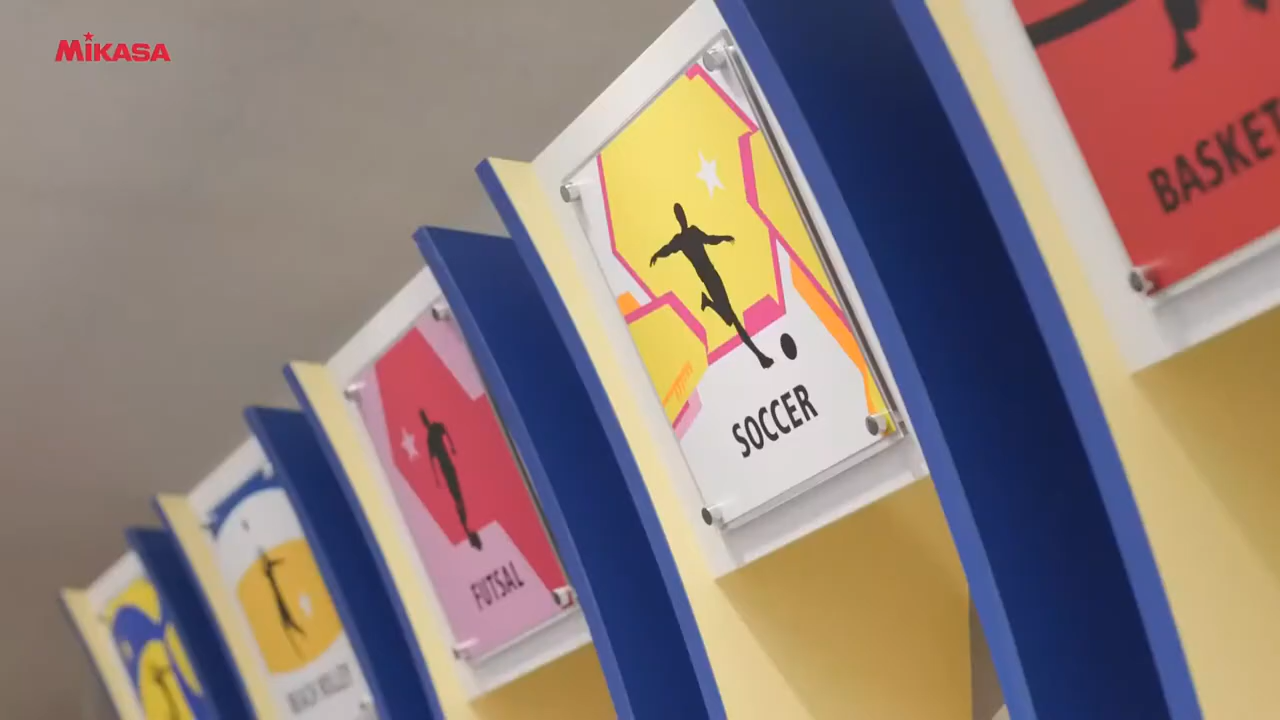 MIKASA
BASKET
SOCCER
FUTSAL
BEACH VOLLEY